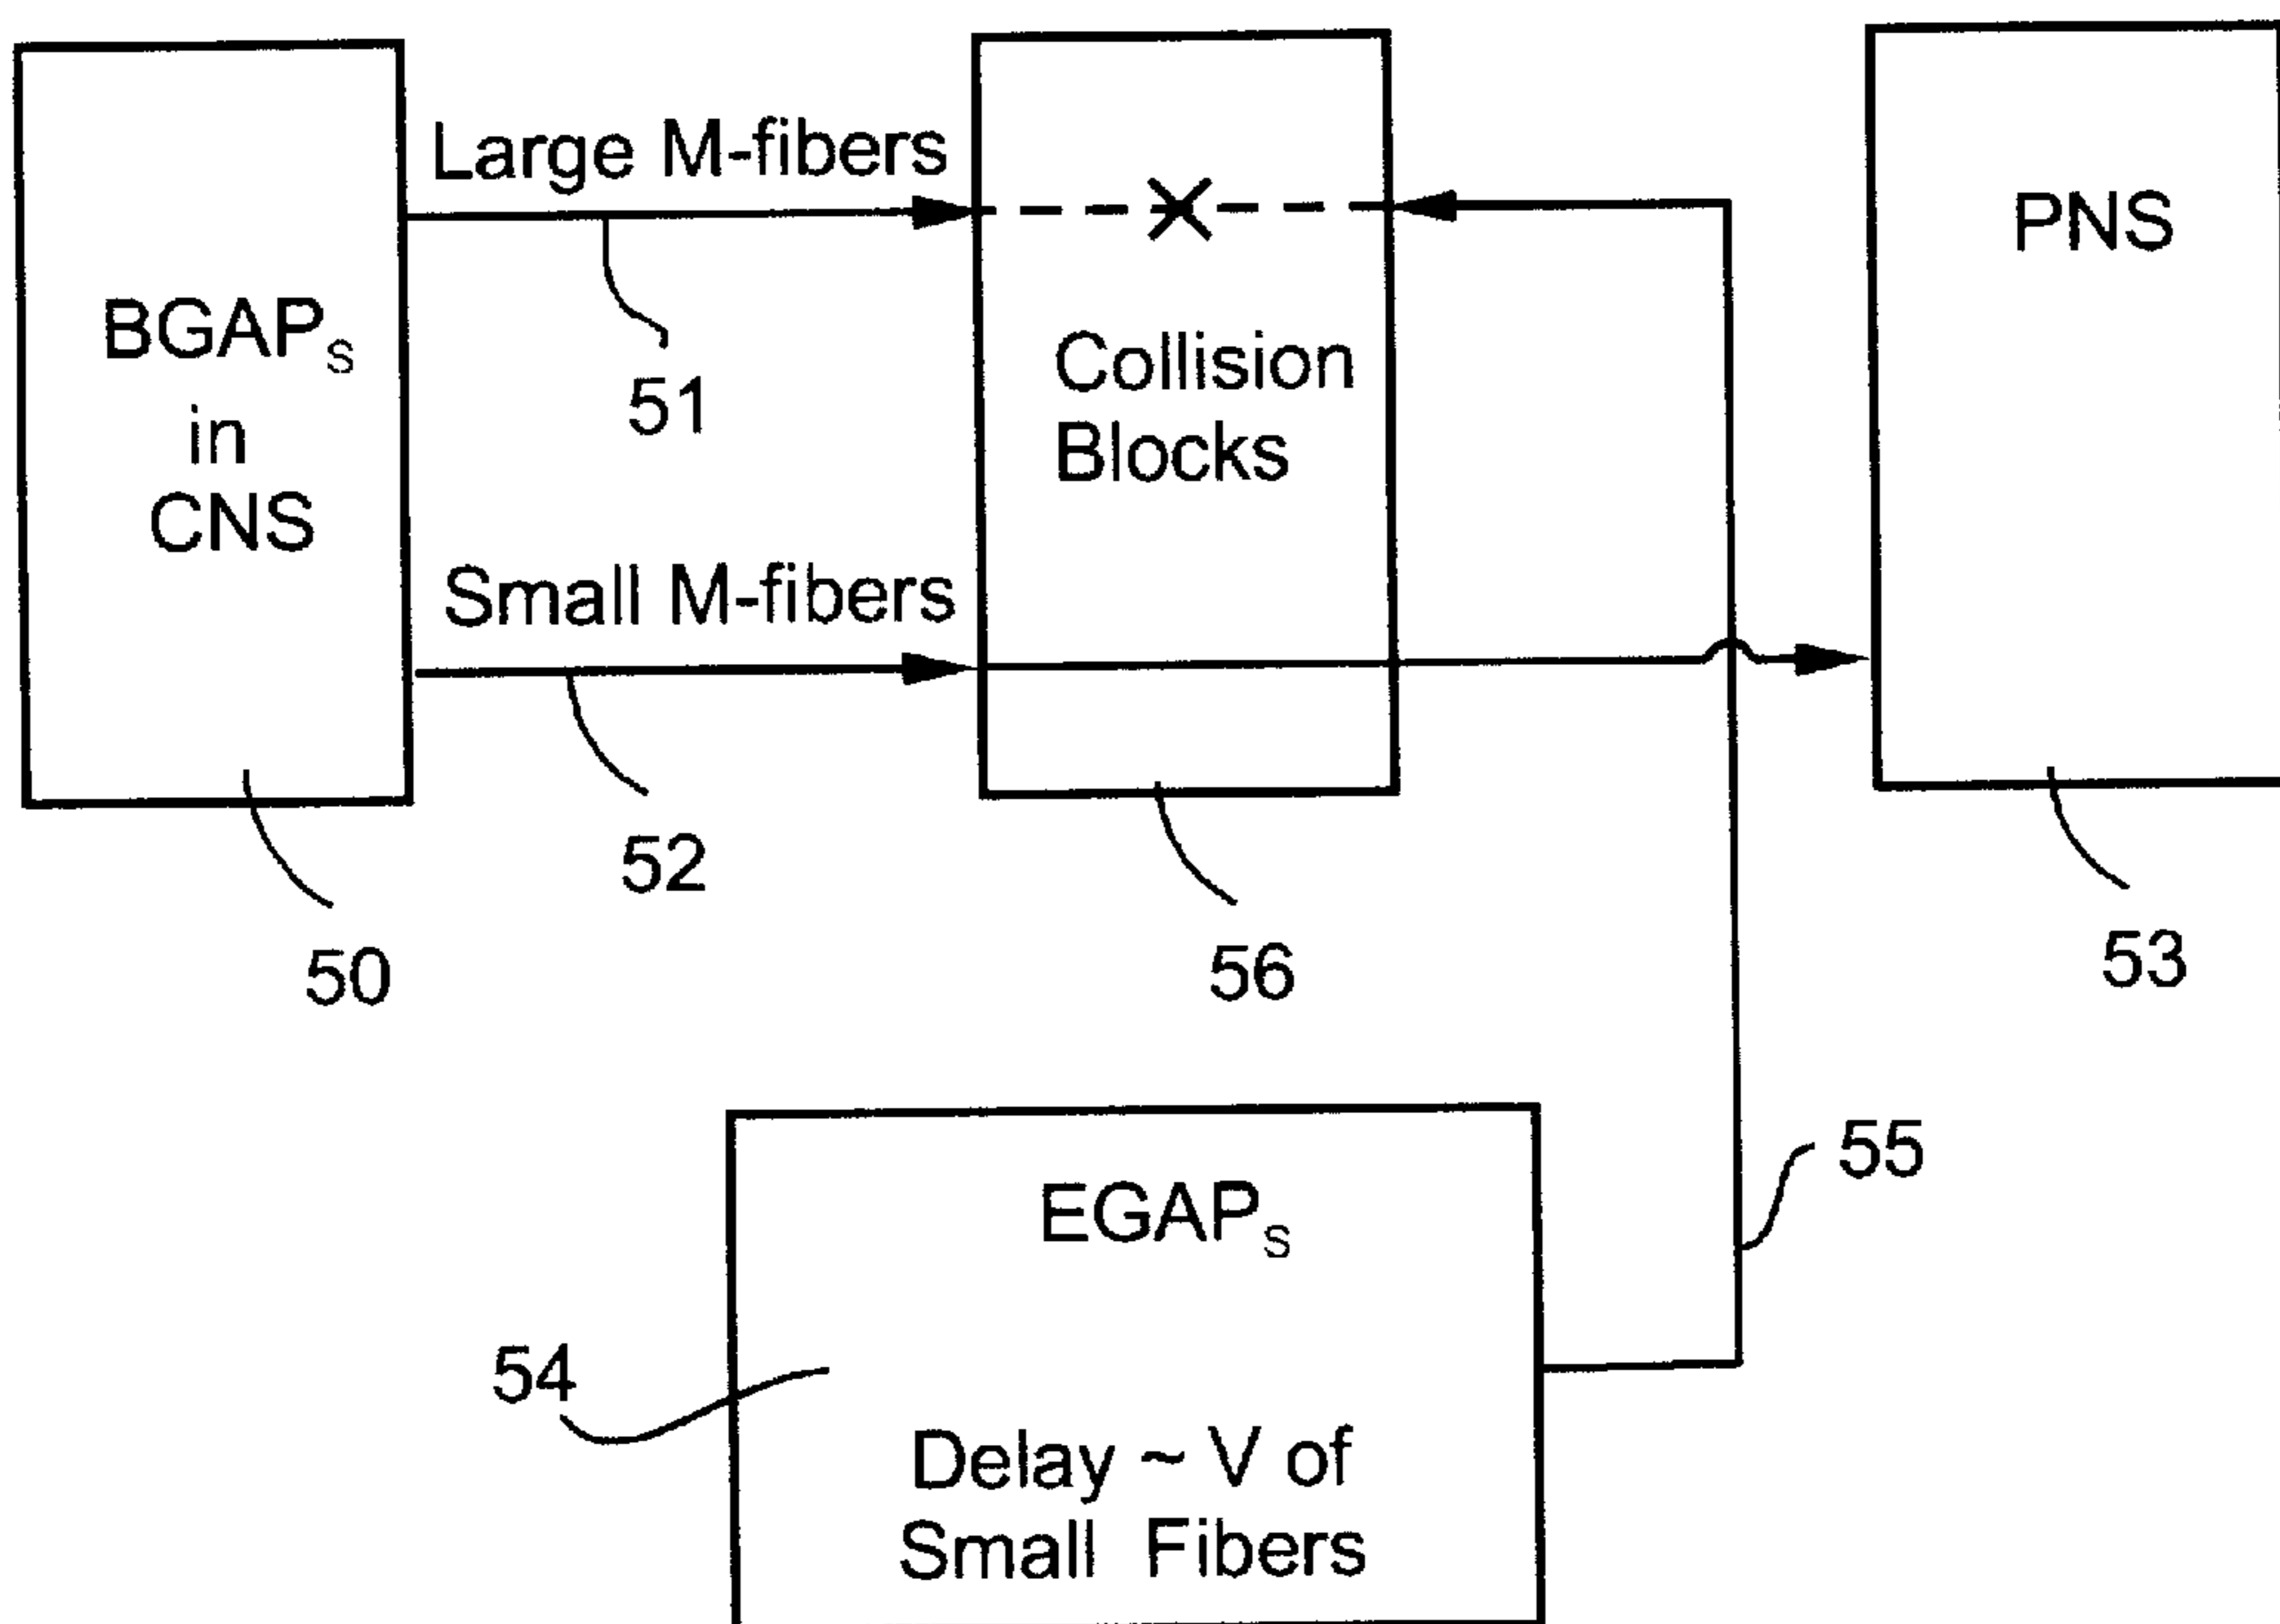 Large M-fibers
PNS
BGAPs
in
CNS
51
Collision
Blocks
Small M-fibers
52
50
56
53
EGAPs
55
54
Delay ~ V of
Small Fibers